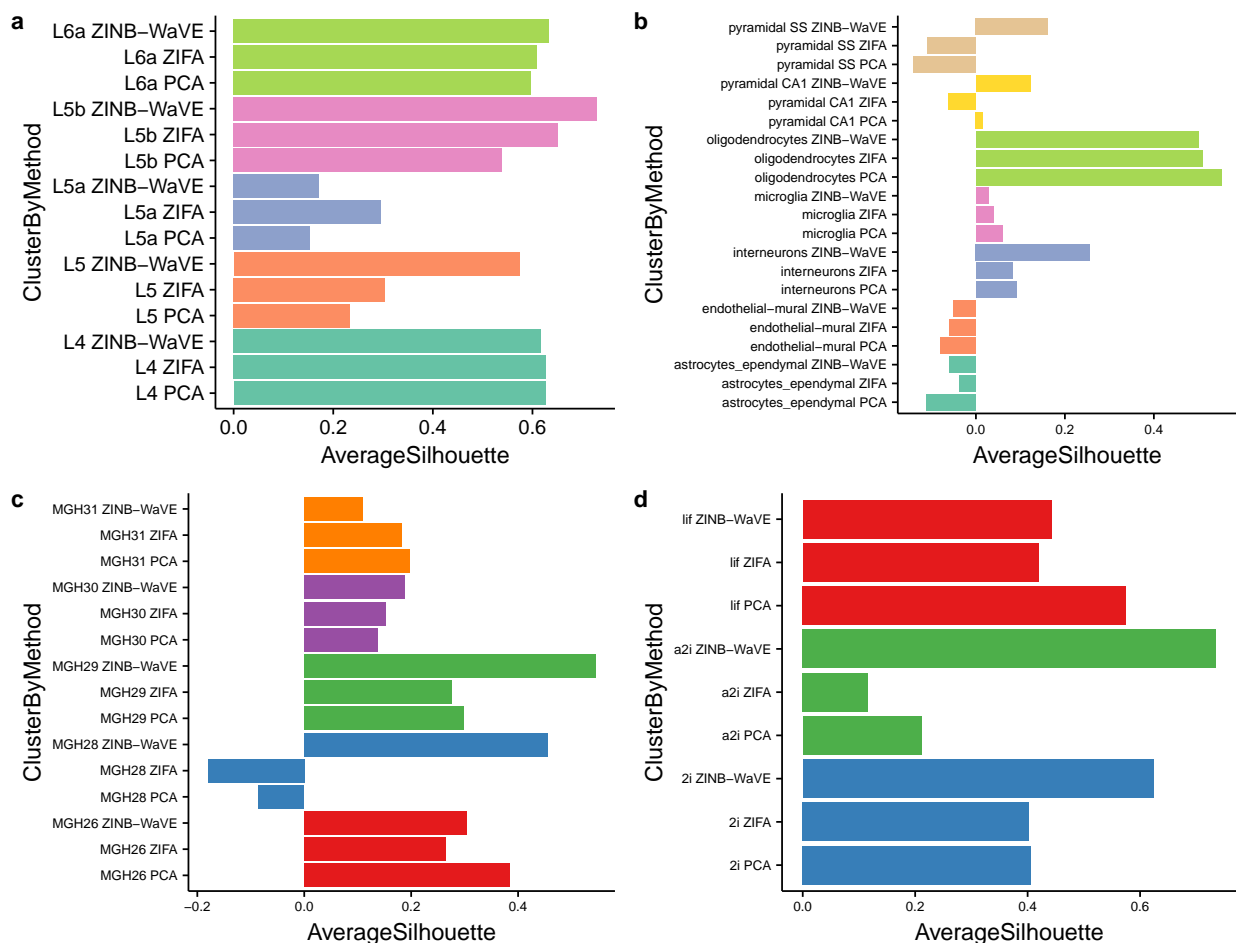 a
L6a ZINB−WaVE
L6a ZIFA
L6a PCA
L5b ZINB−WaVE
L5b ZIFA
L5b PCA
L5a ZINB−WaVE
L5a ZIFA
L5a PCA
L5 ZINB−WaVE
L5 ZIFA
L5 PCA
L4 ZINB−WaVE
L4 ZIFA
L4 PCA
ClusterByMethod
0.0 0.2 0.4 0.6
AverageSilhouette
b
pyramidal SS ZINB−WaVE
pyramidal SS ZIFA
pyramidal SS PCA
pyramidal CA1 ZINB−WaVE
pyramidal CA1 ZIFA
pyramidal CA1 PCA
oligodendrocytes ZINB−WaVE
oligodendrocytes ZIFA
oligodendrocytes PCA
microglia ZINB−WaVE
microglia ZIFA
microglia PCA
interneurons ZINB−WaVE
interneurons ZIFA
interneurons PCA
endothelial−mural ZINB−WaVE
endothelial−mural ZIFA
endothelial−mural PCA
astrocytes_ependymal ZINB−WaVE
astrocytes_ependymal ZIFA
astrocytes_ependymal PCA
ClusterByMethod
0.0 0.2 0.4
AverageSilhouette
c
MGH31 ZINB−WaVE
MGH31 ZIFA
MGH31 PCA
MGH30 ZINB−WaVE
MGH30 ZIFA
MGH30 PCA
MGH29 ZINB−WaVE
MGH29 ZIFA
MGH29 PCA
MGH28 ZINB−WaVE
MGH28 ZIFA
MGH28 PCA
MGH26 ZINB−WaVE
MGH26 ZIFA
MGH26 PCA
ClusterByMethod
−0.2 0.0 0.2 0.4
AverageSilhouette
d
lif ZINB−WaVE
lif ZIFA
lif PCA
a2i ZINB−WaVE
a2i ZIFA
a2i PCA
2i ZINB−WaVE
2i ZIFA
2i PCA
ClusterByMethod
0.0 0.2 0.4 0.6
AverageSilhouette